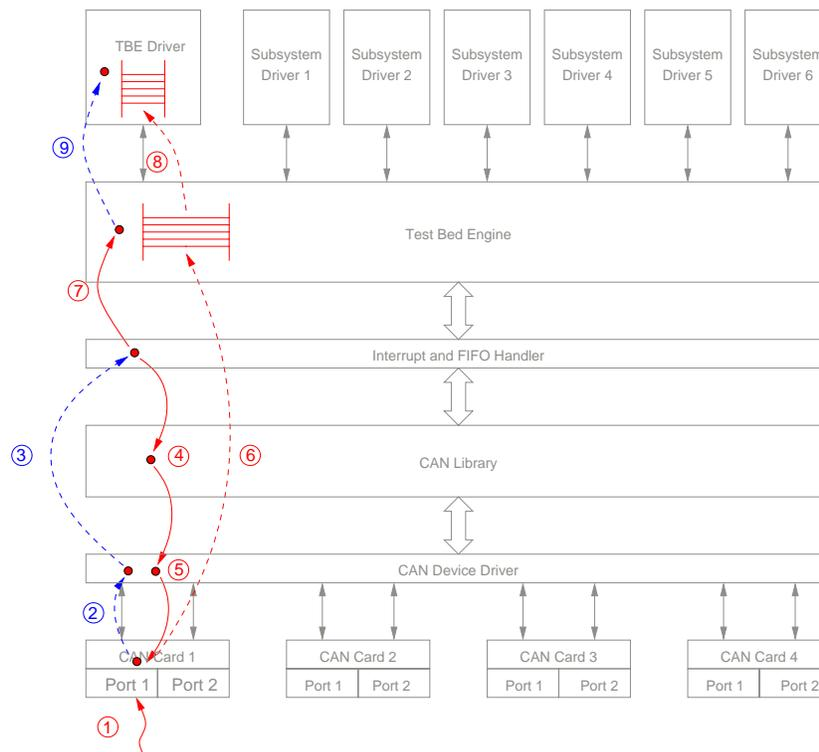 TBE Driver
Subsystem
Driver 1
Subsystem
Driver 2
Subsystem
Driver 3
Subsystem
Driver 4
Subsystem
Driver 5
Subsystem
Driver 6
9
8
Test Bed Engine
7
Interrupt and FIFO Handler
3
4
6
CAN Library
5
CAN Device Driver
2
CAN Card 1
CAN Card 2
CAN Card 3
CAN Card 4
Port 1
Port 2
Port 1
Port 2
Port 1
Port 2
Port 1
Port 2
1